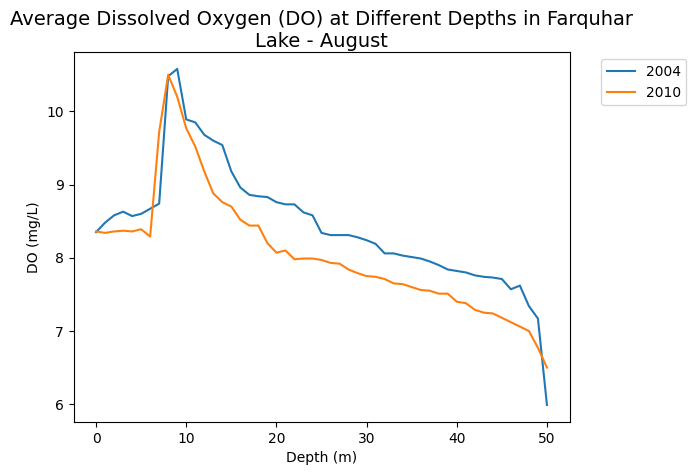 Average Dissolved Oxygen (DO) at Different Depths in Farquhar
Lake - August
2004
2010
DO (mg/L)
10
9
8
7
6
0 10 20 30 40 50
Depth (m)